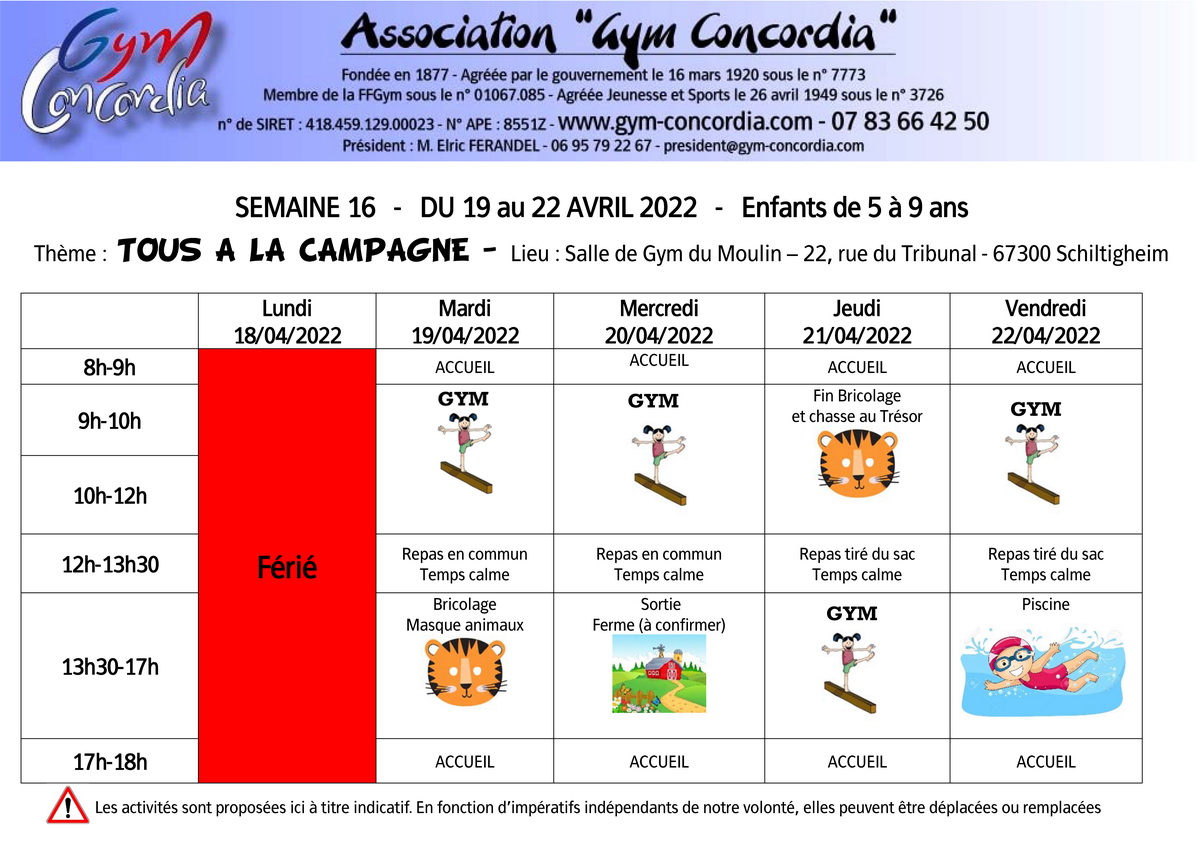 Gym
Concordia
Association "Gym Concordia"
Fondée en 1877 - Agréée par le gouvernement le 16 mars 1920 sous le n° 7773
Membre de la FFGym sous le n° 01067.085 - Agréée Jeunesse et Sports le 26 avril 1949 sous le n° 3726
n° de SIRET : 418.459.129.00023 - N° APE : 8551Z - www.gym-concordia.com - 07 83 66 42 50
Président : M. Elric FERANDEL - 06 95 79 22 67 - president@gym-concordia.com
SEMAINE 16 - DU 19 au 22 AVRIL 2022 - Enfants de 5 à 9 ans
Thème : TOUS A LA CAMPAGNE - Lieu : Salle de Gym du Moulin – 22, rue du Tribunal - 67300 Schiltigheim
Lundi Mardi Mercredi Jeudi Vendredi
18/04/2022 19/04/2022 20/04/2022 21/04/2022 22/04/2022
8h-9h ACCUEIL ACCUEIL ACCUEIL ACCUEIL
9h-10h GYM GYM Fin Bricolage GYM
et chasse au Trésor
10h-12h
12h-13h30 Férié Repas en commun Repas en commun Repas tiré du sac Repas tiré du sac
Temps calme Temps calme Temps calme Temps calme
13h30-17h Bricolage Sortie GYM Piscine
Masque animaux Ferme (à confirmer)
17h-18h ACCUEIL ACCUEIL ACCUEIL ACCUEIL
Les activités sont proposées ici à titre indicatif. En fonction d'impératifs indépendants de notre volonté, elles peuvent être déplacées ou remplacées